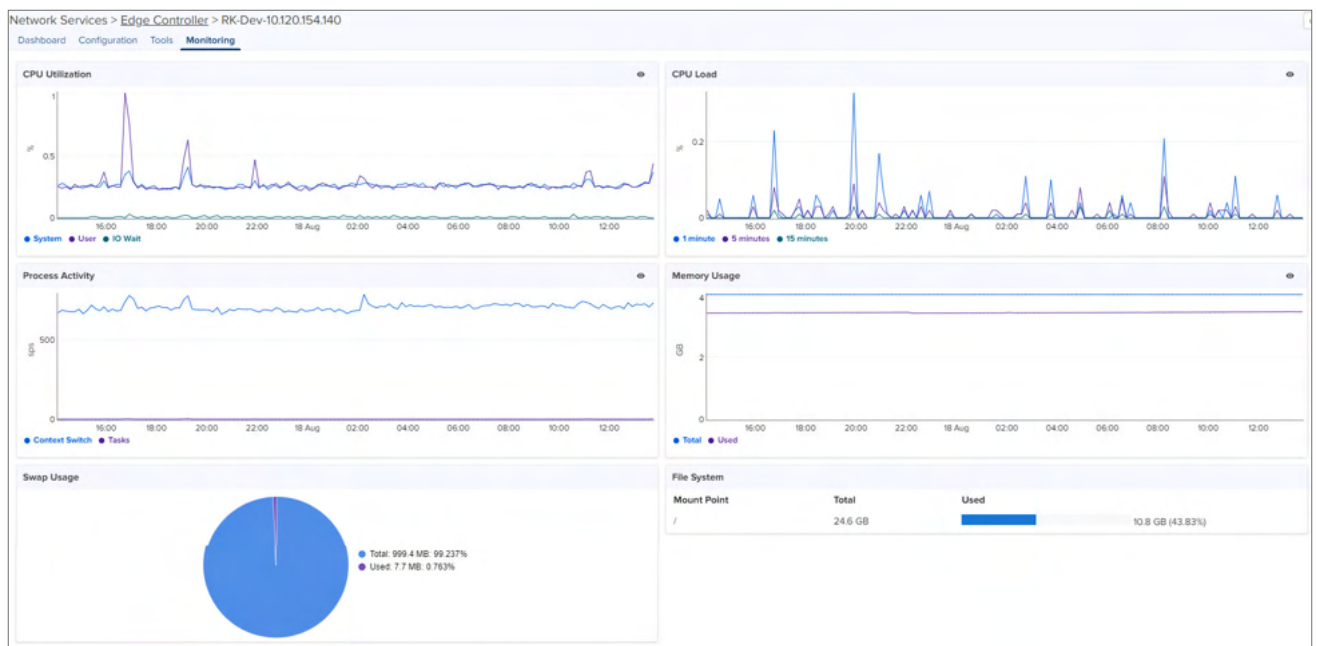 Network Services > Edge Controller > RK-Dev-10.120.154.140
Dashboard Configuration Tools Monitoring
CPU Utilization
1
%
0.5
0
16:00 18:00 20:00 22:00 18 Aug 02:00 04:00 06:00 08:00 10:00 12:00
System User IO Wait
CPU Load
%
0.2
0
16:00 18:00 20:00 22:00 18 Aug 02:00 04:00 06:00 08:00 10:00 12:00
1 minute 5 minutes 15 minutes
Process Activity
500
sps
0
16:00 18:00 20:00 22:00 18 Aug 02:00 04:00 06:00 08:00 10:00 12:00
Context Switch Tasks
Memory Usage
4
GB
2
0
16:00 18:00 20:00 22:00 18 Aug 02:00 04:00 06:00 08:00 10:00 12:00
Total Used
Swap Usage
Total: 999.4 MB: 99.237%
Used: 7.7 MB: 0.763%
File System
Mount Point Total Used
/ 24.6 GB 10.8 GB (43.83%)